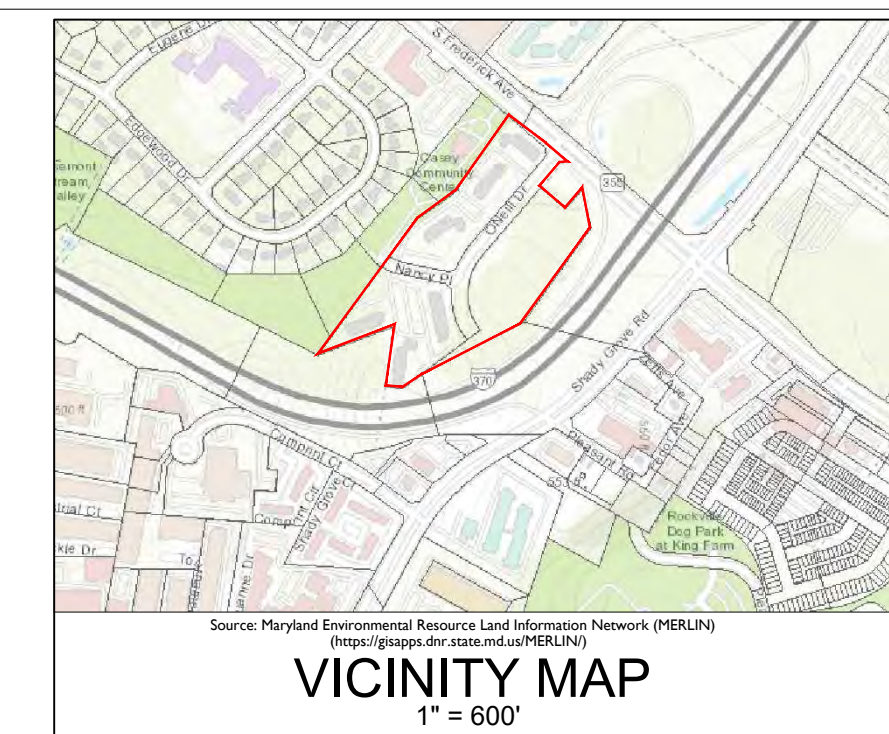 Eugene Dr
S Frederick Ave
Edgewood Dr
Casey
Community
Center
355
ONeill Dr
Nancy Pl
370
Shady Grove Rd
Pleasant Rd
Comprint Ct
Shady Grove Ct
Rockville
Dog Park
at King Farm
Source: Maryland Environmental Resource Land Information Network (MERLIN)
(https://gisapps.dnr.state.md.us/MERLIN/)
VICINITY MAP
1" = 600'